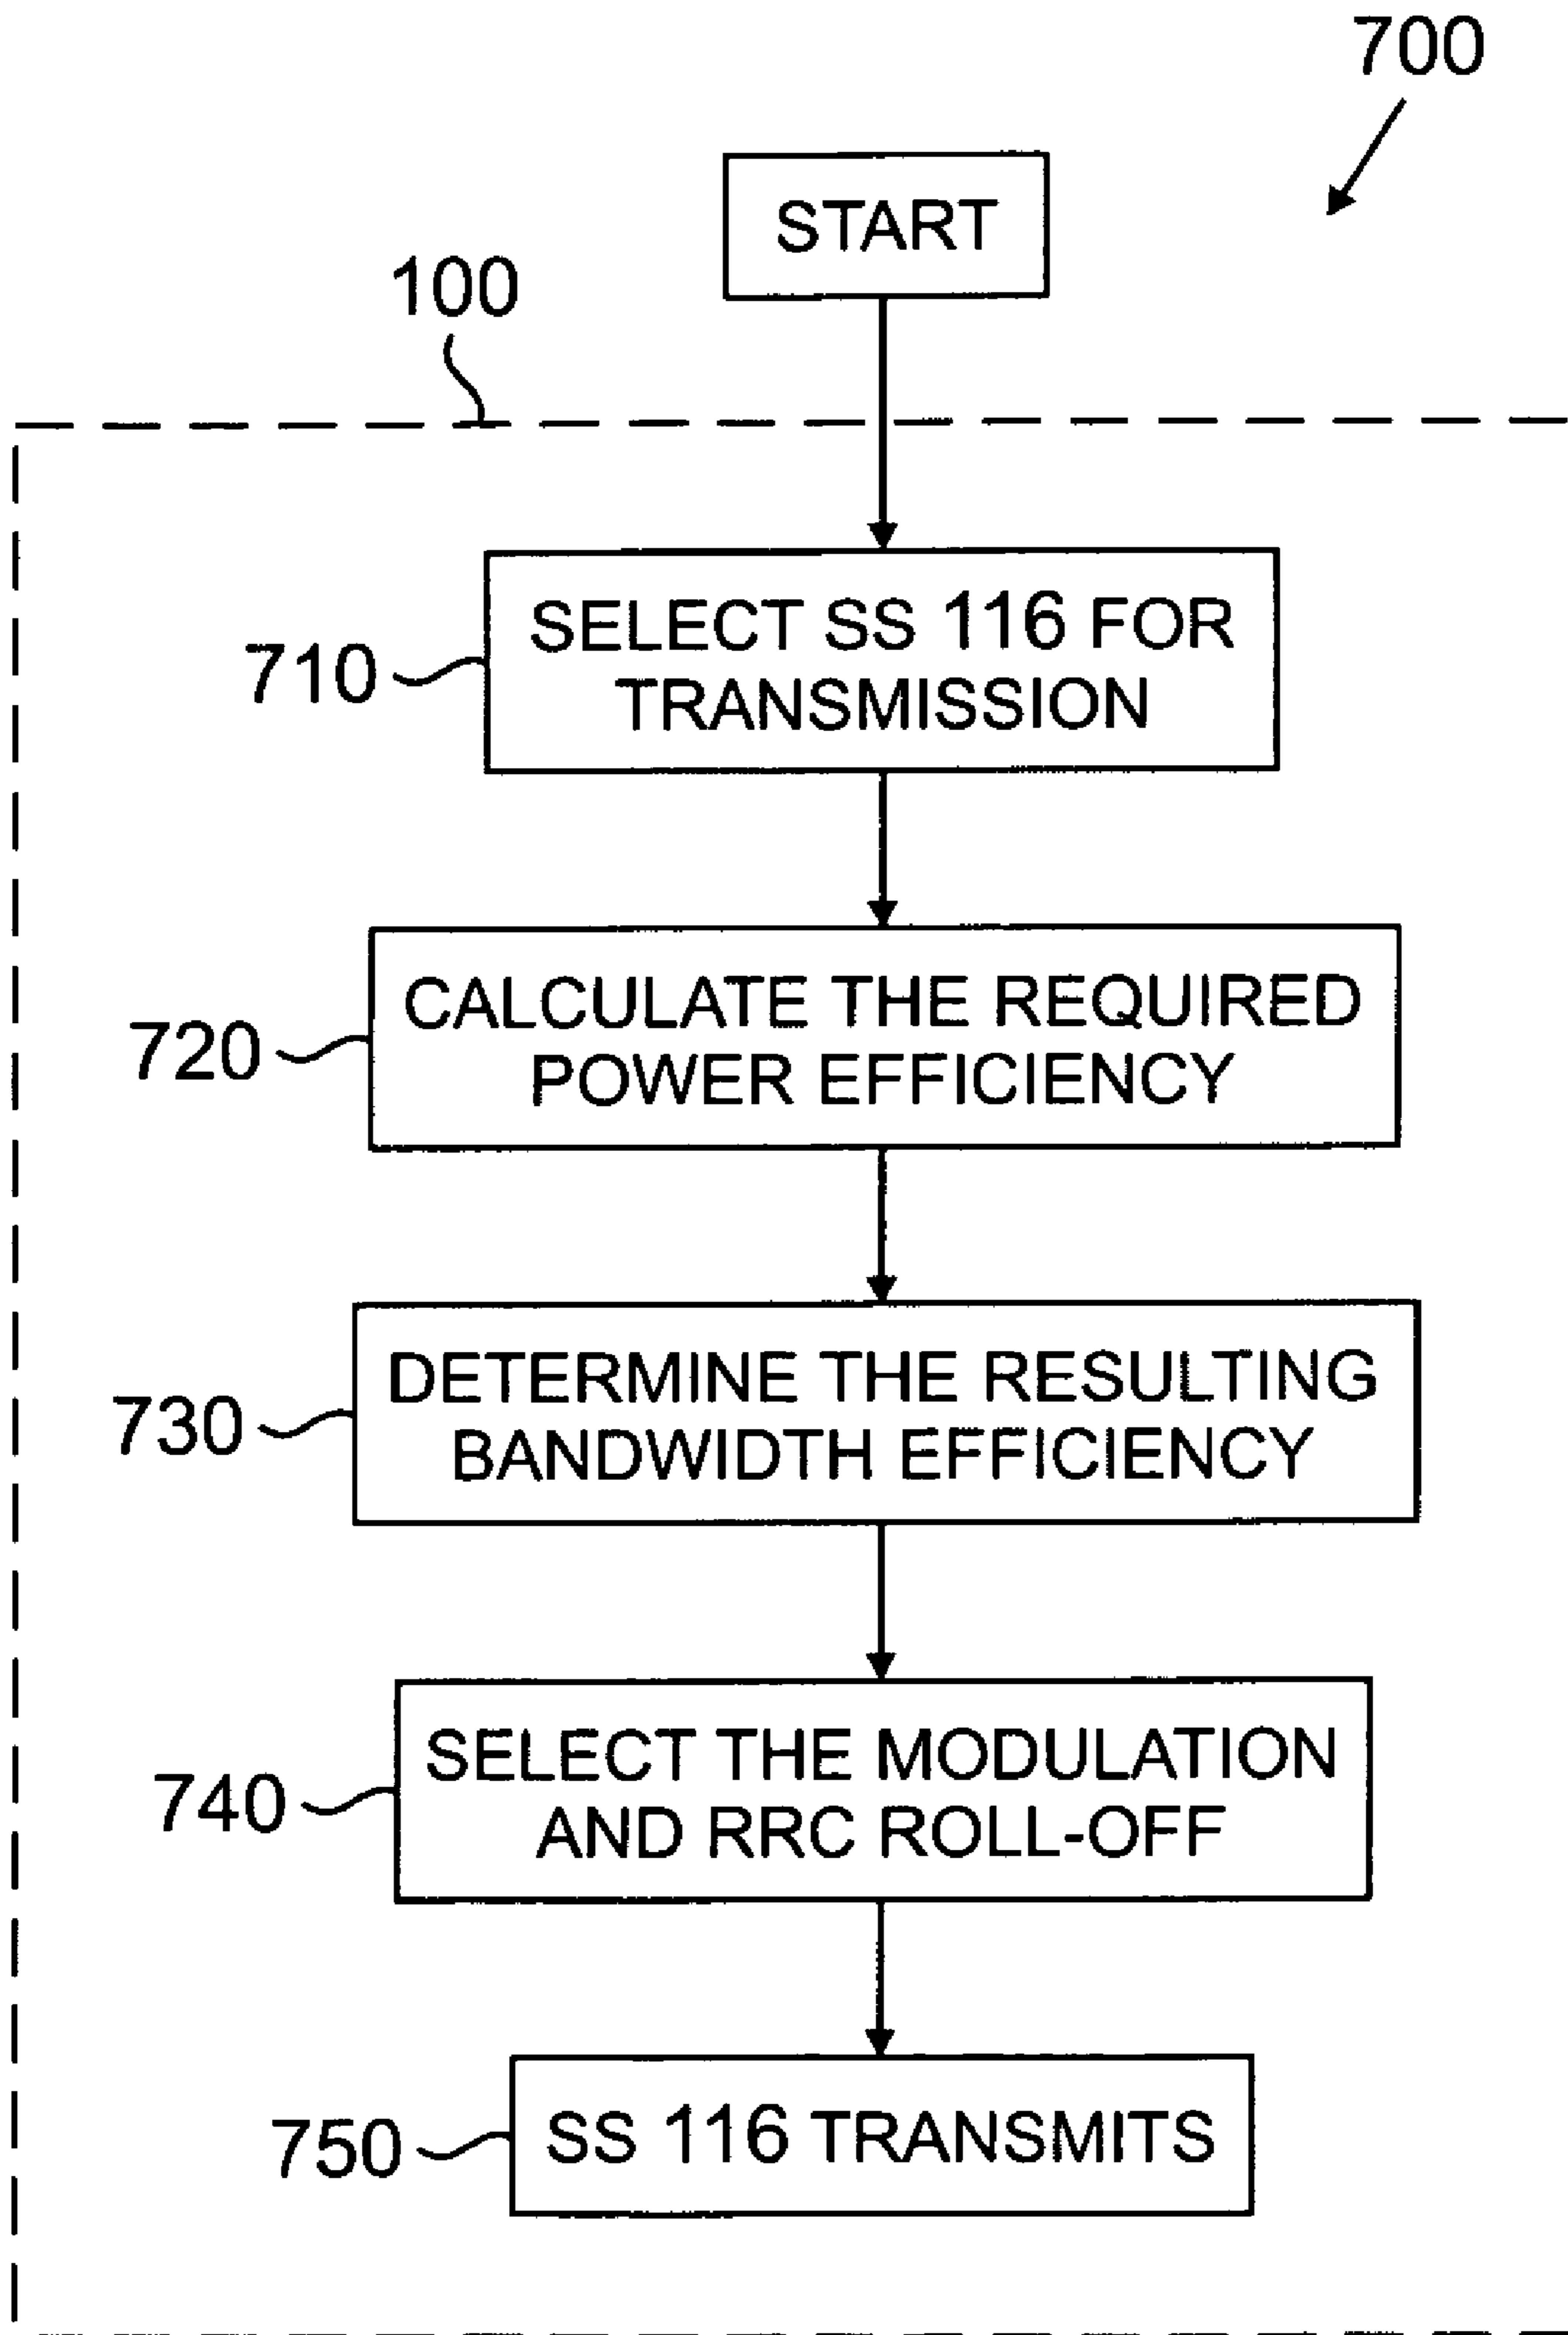 700
START
100
710
SELECT SS 116 FOR
TRANSMISSION
720
CALCULATE THE REQUIRED
POWER EFFICIENCY
730
DETERMINE THE RESULTING
BANDWIDTH EFFICIENCY
740
SELECT THE MODULATION
AND RRC ROLL-OFF
750
SS 116 TRANSMITS